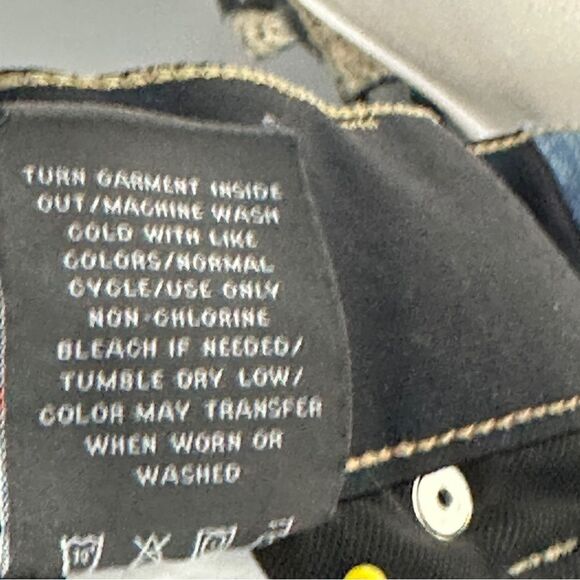 TURN GARMENT INSIDE
OUT/MACHINE WASH
COLD WITH LIKE
COLORS/NORMAL
CYCLE/USE ONLY
NON-CHLORINE
BLEACH IF NEEDED/
TUMBLE DRY LOW/
COLOR MAY TRANSFER
WHEN WORN OR
WASHED